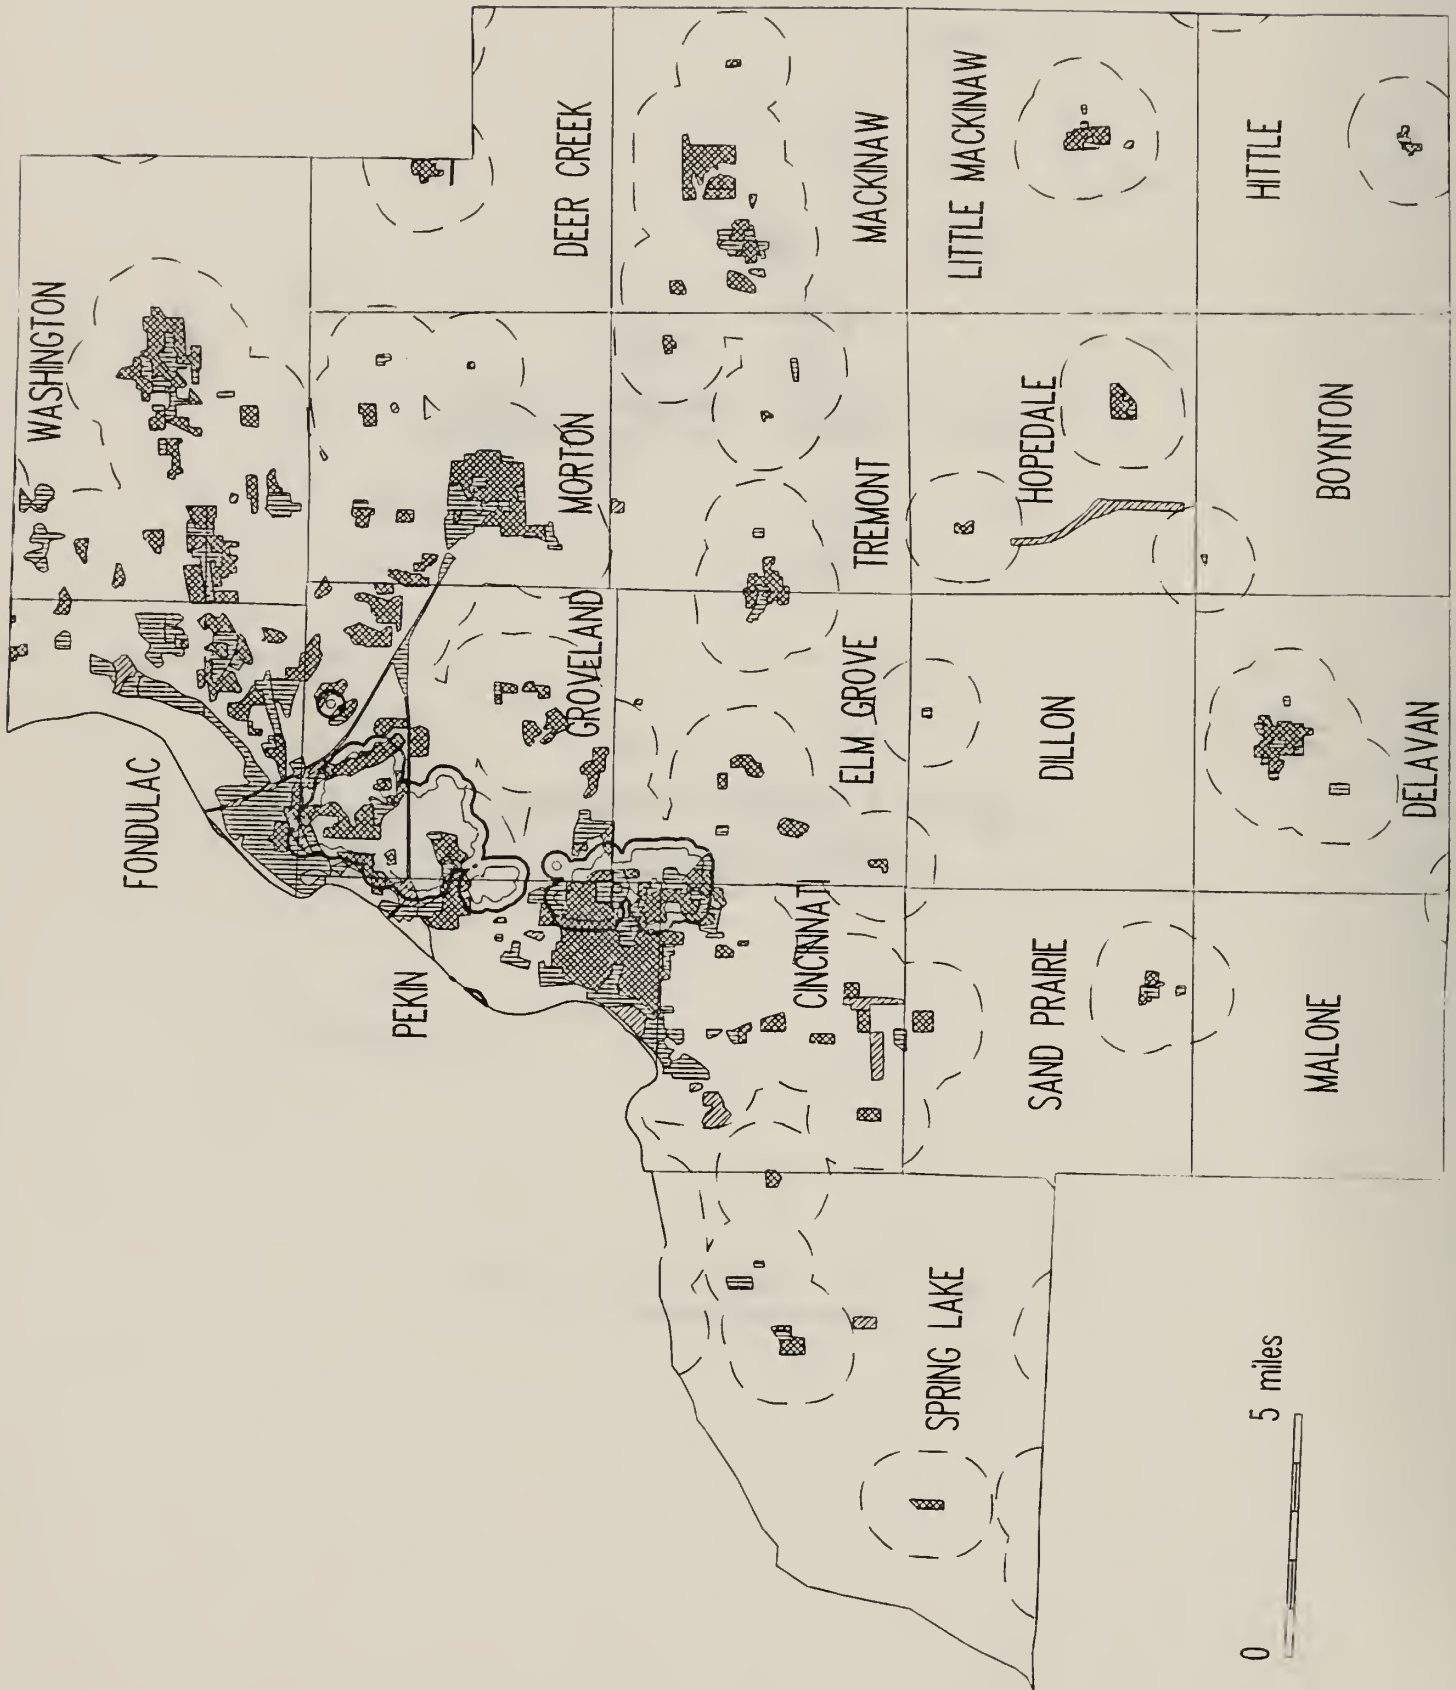 WASHINGTON
FONDULAC
DEER CREEK
MORTON
GROVELAND
PEKIN
MACKINAW
TREMONT
ELM GROVE
CINCINNATI
LITTLE MACKINAW
HOPEDALE
DILLON
SAND PRAIRIE
SPRING LAKE
HITTLE
BOYNTON
DELAVAN
MALONE
0 5 miles